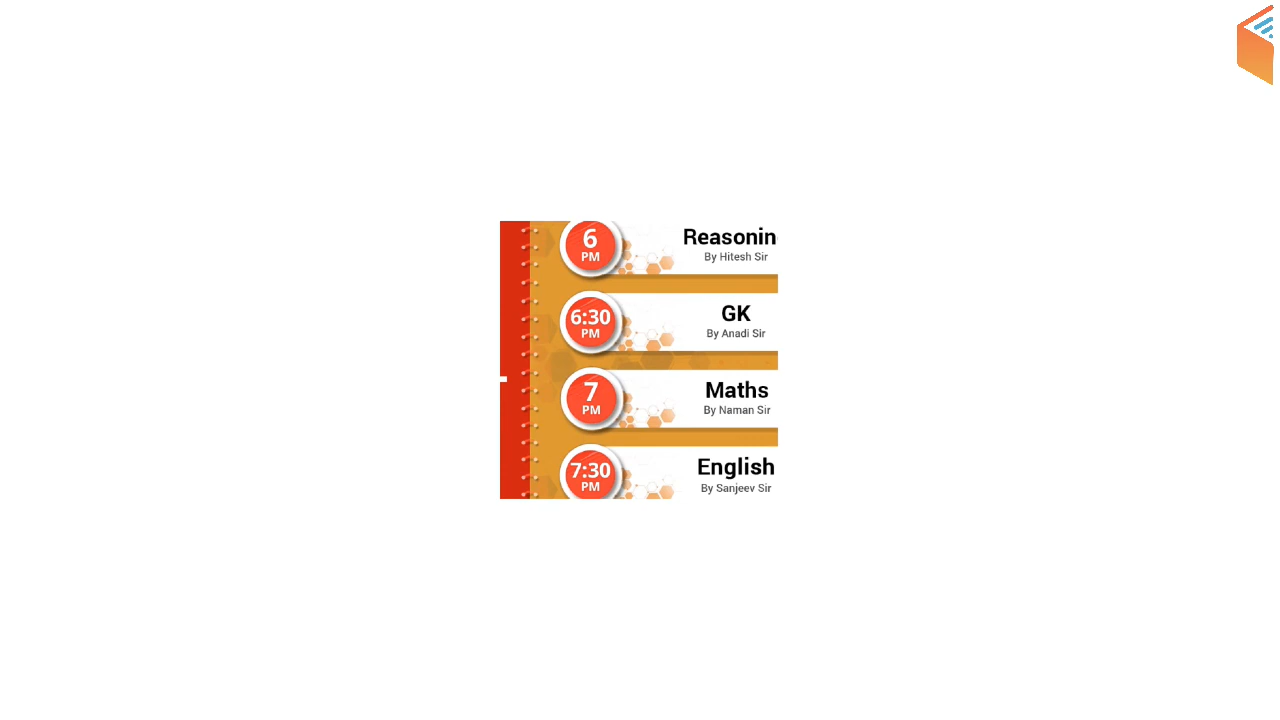 6
PM
Reasonin
By Hitesh Sir
6:30
PM
GK
By Anadi Sir
7
PM
Maths
By Naman Sir
7:30
PM
English
By Sanjeev Sir